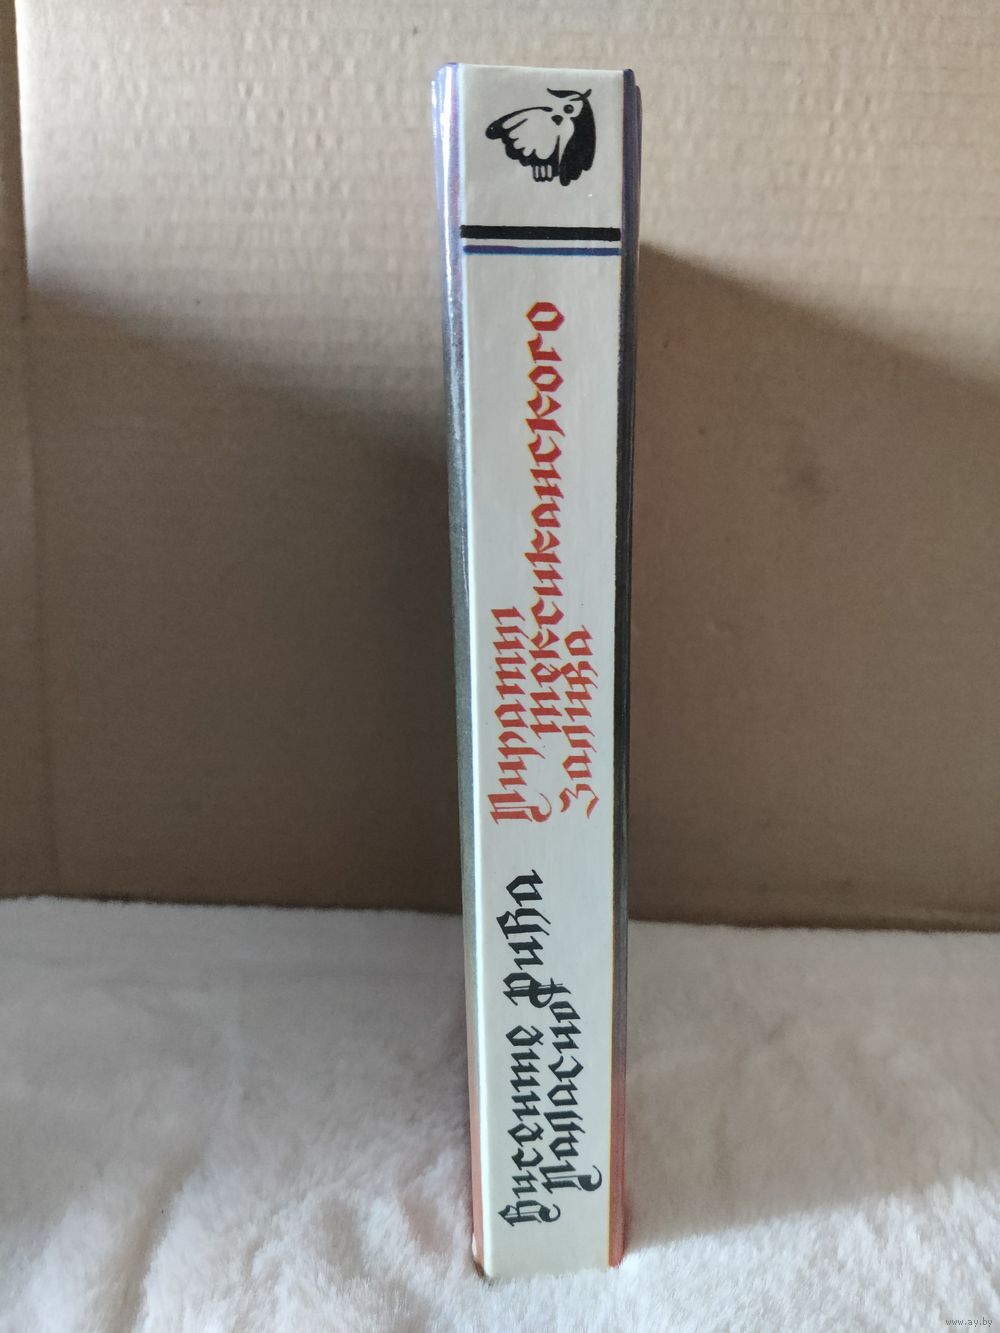 Висенте Рива
Паласио
Пираты
мексиканского
залива
www.ay.by